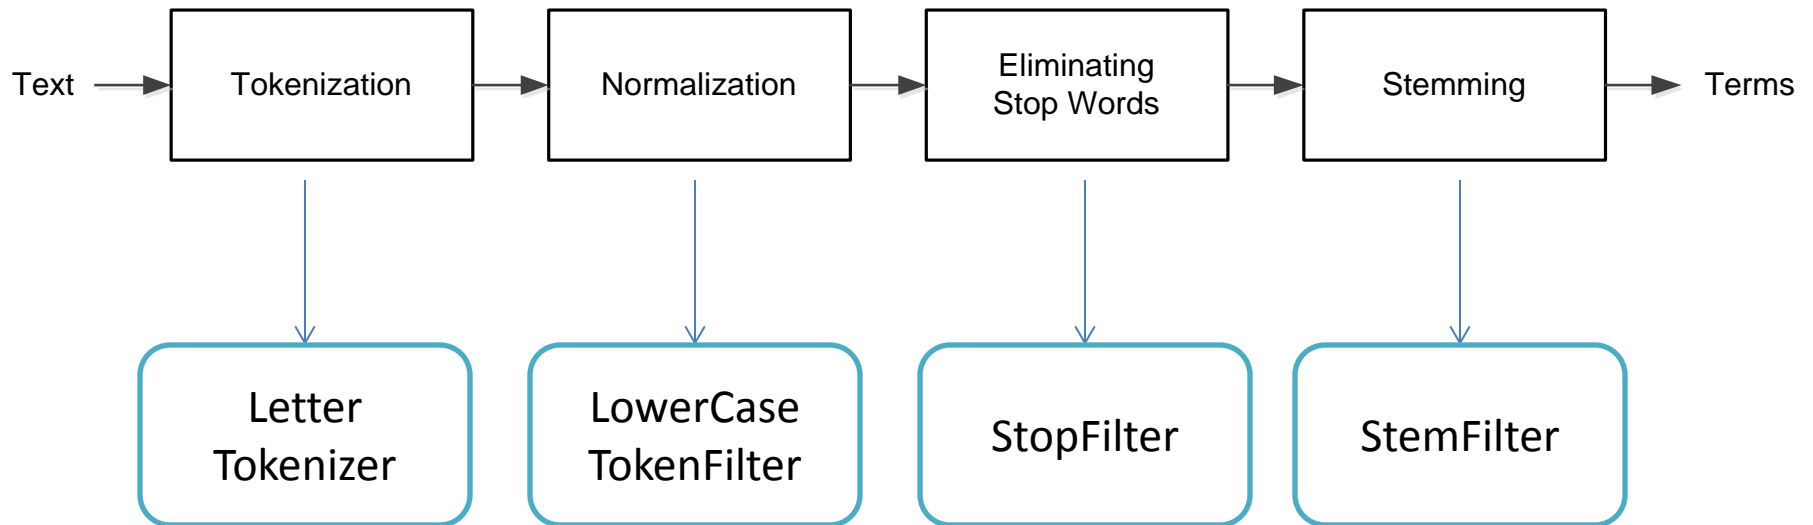 Text
Tokenization
Normalization
Eliminating
Stop Words
Stemming
Terms
Letter
Tokenizer
LowerCase
TokenFilter
StopFilter
StemFilter